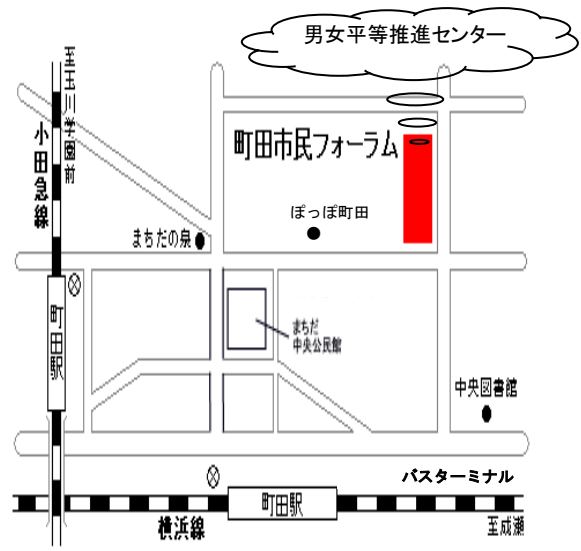 男女平等推進センター
至玉川学園前
小田急線
町田市民フォーラム
ぽっぽ町田
まちだの泉
町田駅
まちだ
中央公民館
中央図書館
バスターミナル
町田駅
横浜線
至成瀬